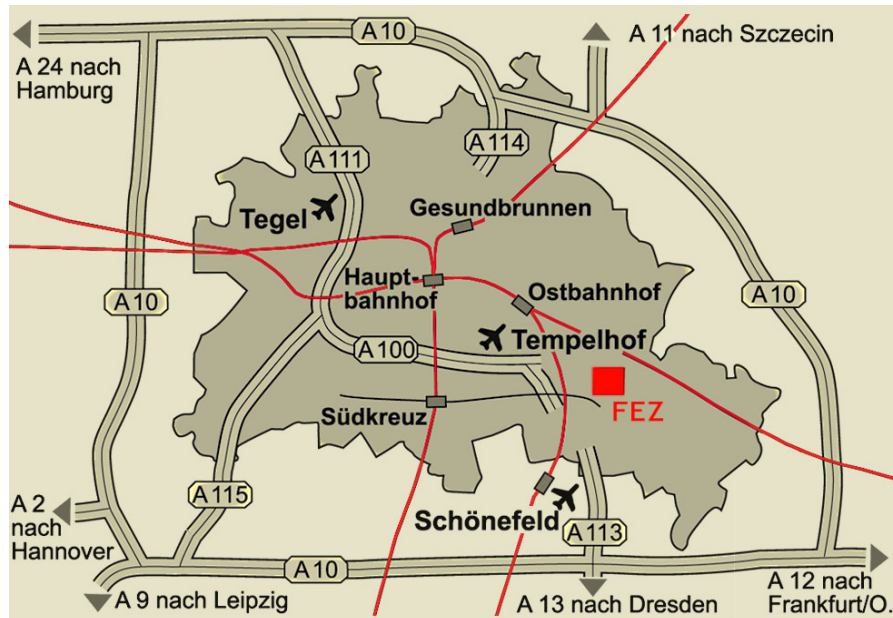 A 10
A 11 nach Szczecin
A 24 nach
Hamburg
A 111
A 114
Tegel
Gesundbrunnen
Haupt-
bahnhof
Ostbahnhof
A 10
A 10
Tempelhof
A 100
FEZ
Südkreuz
A 115
A 2
nach
Hannover
Schönefeld
A 113
A 10
A 9 nach Leipzig
A 13 nach Dresden
A 12 nach
Frankfurt/O.